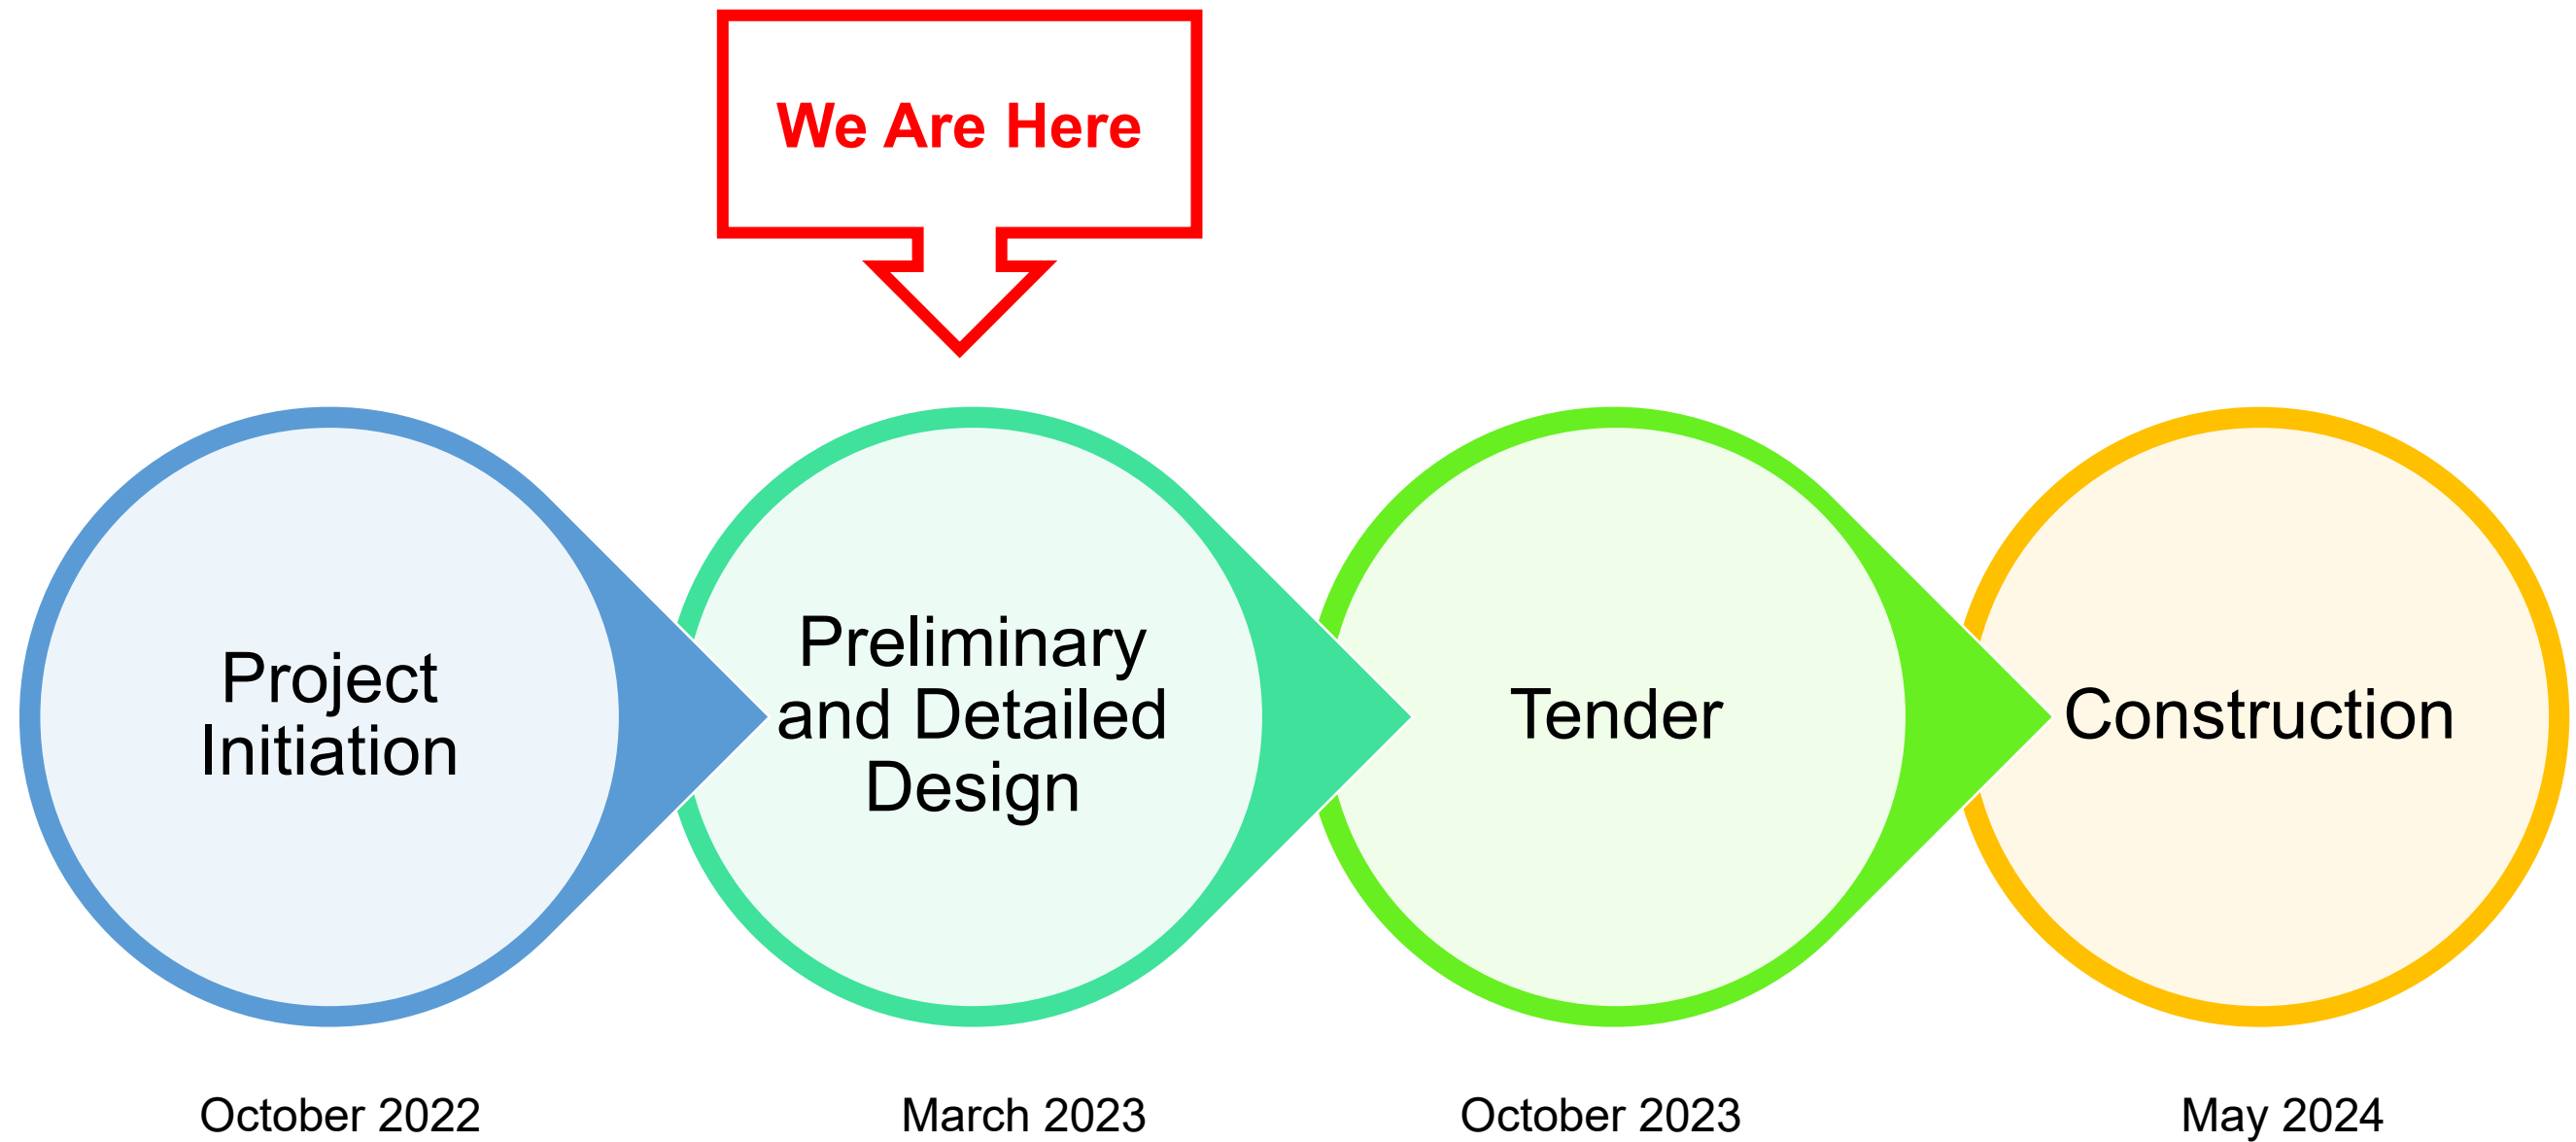 We Are Here
Project
Initiation
Preliminary
and Detailed
Design
Tender
Construction
October 2022
March 2023
October 2023
May 2024